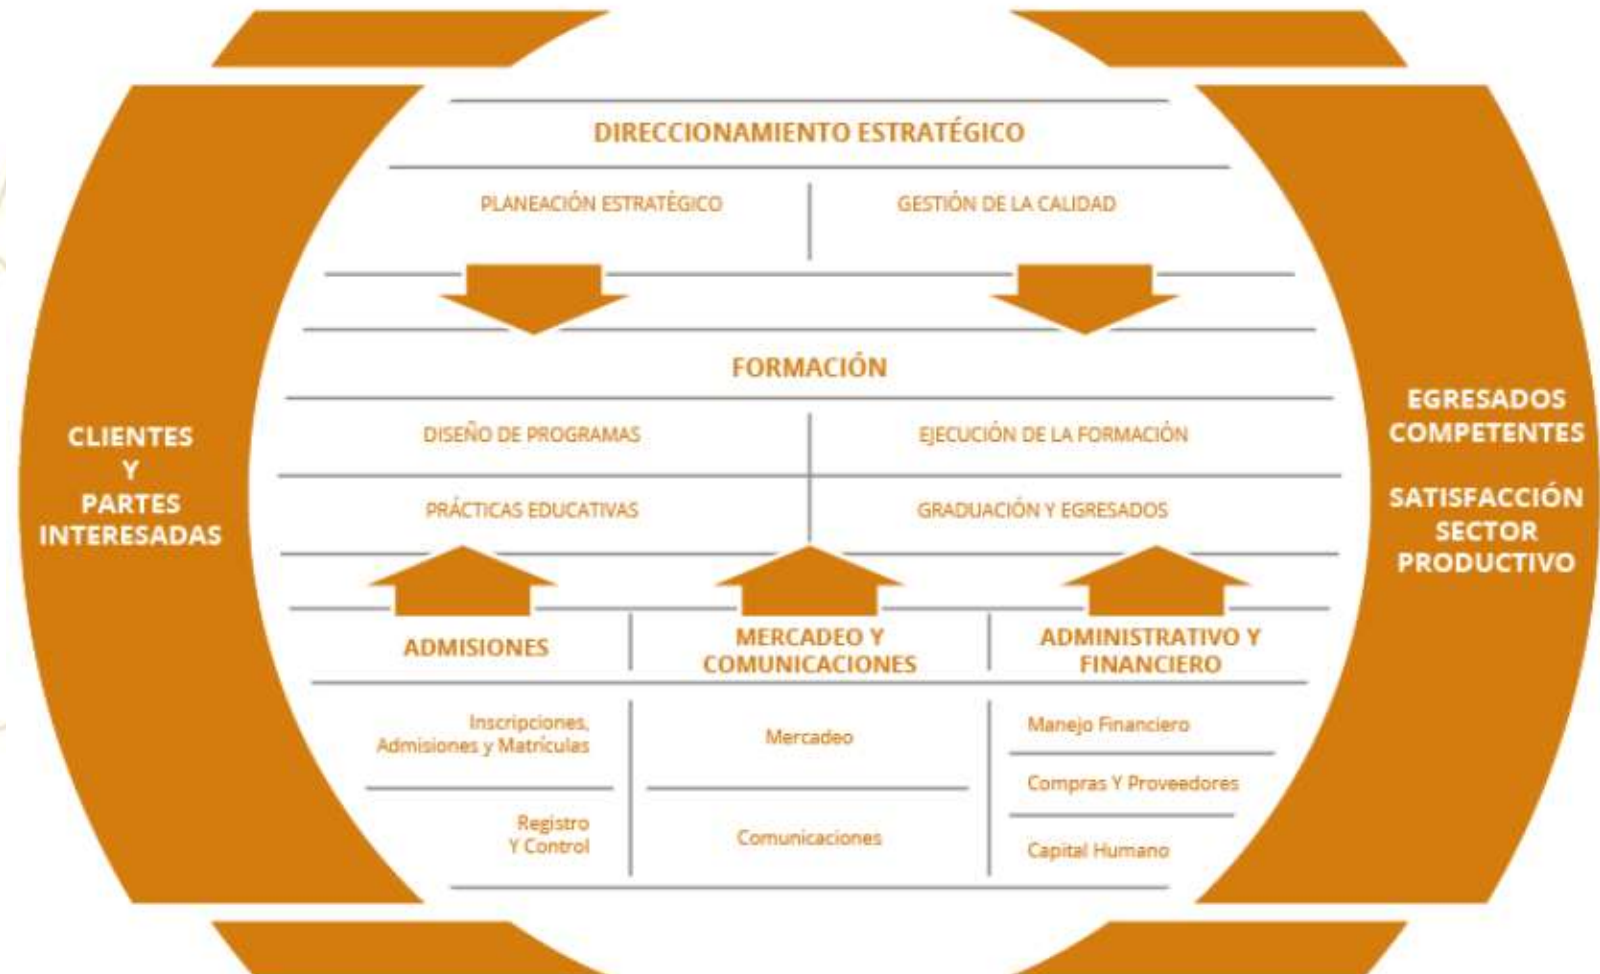 DIRECCIONAMIENTO ESTRATÉGICO
PLANEACIÓN ESTRATÉGICO
GESTIÓN DE LA CALIDAD
FORMACIÓN
DISEÑO DE PROGRAMAS
EJECUCIÓN DE LA FORMACIÓN
PRÁCTICAS EDUCATIVAS
GRADUACIÓN Y EGRESADOS
CLIENTES
Y
PARTES
INTERESADAS
EGRESADOS
COMPETENTES
SATISFACCIÓN
SECTOR
PRODUCTIVO
ADMISIONES
MERCADEO Y
COMUNICACIONES
ADMINISTRATIVO Y
FINANCIERO
Inscripciones,
Admisiones y Matrículas
Registro
Y Control
Mercadeo
Comunicaciones
Manejo Financiero
Compras Y Proveedores
Capital Humano